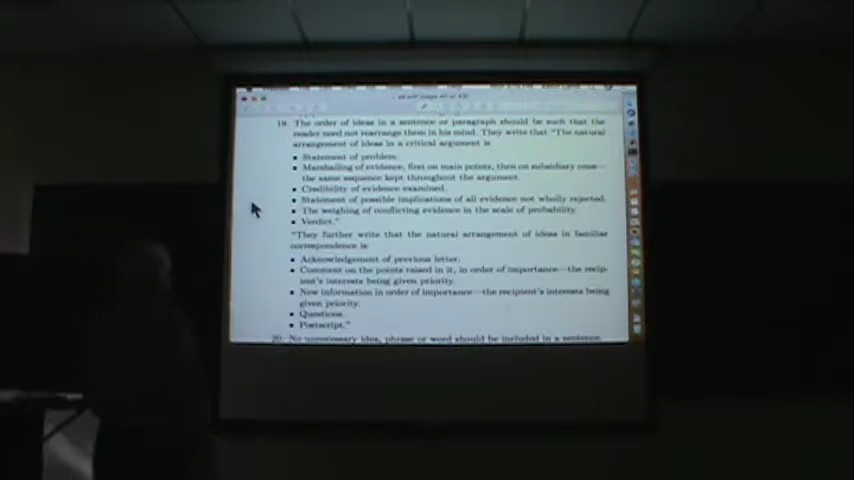 19. The order of ideas in a sentence or paragraph should be such that the
reader need not rearrange them in his mind. They write that "The natural
arrangement of ideas in a critical argument is
• Statement of problem.
• Marshalling of evidence, first on main points, then on subsidiary ones—
the same sequence kept throughout the argument.
• Credibility of evidence examined.
• Statement of possible implications of all evidence not wholly rejected.
• The weighing of conflicting evidence in the scale of probability.
• Verdict."
"They further write that the natural arrangement of ideas in familiar
correspondence is:
• Acknowledgement of previous letter.
• Comment on the points raised in it, in order of importance—the recip-
ient's interests being given priority.
• New information in order of importance—the recipient's interests being
given priority.
• Questions.
• Postscript."
20. No unnecessary idea, phrase or word should be included in a sentence.